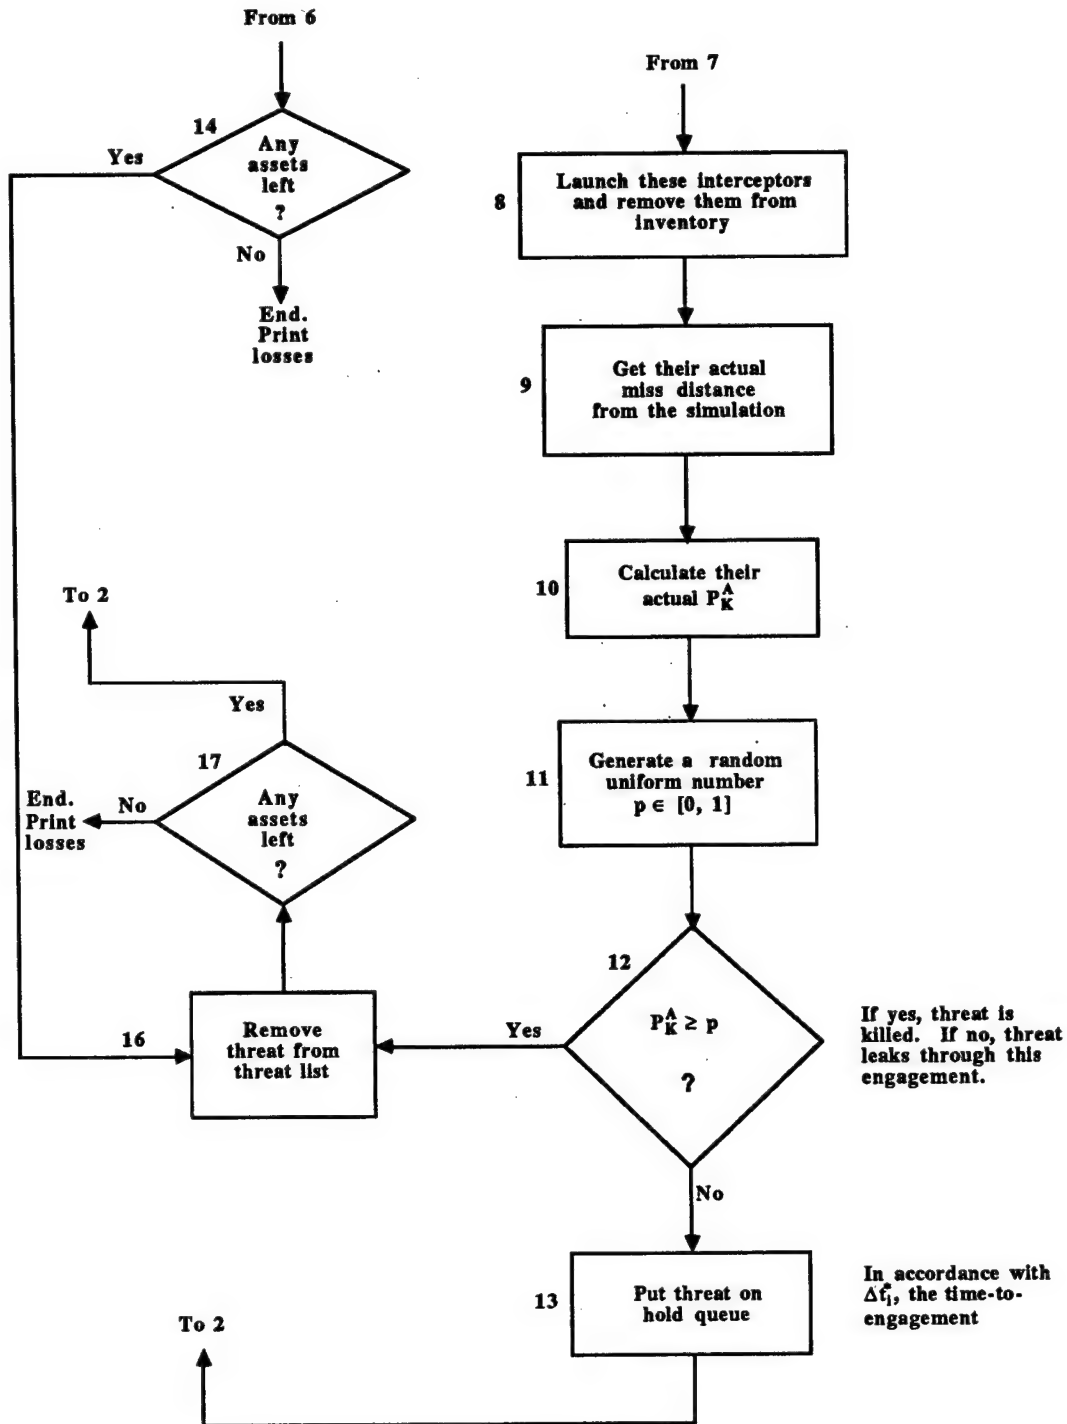 From 6
14
Any
assets
left
?
Yes
No
End.
Print
losses
From 7
8
Launch these interceptors
and remove them from
inventory
9
Get their actual
miss distance
from the simulation
10
Calculate their
actual P_K^A
11
Generate a random
uniform number
p ∈ [0, 1]
12
P_K^A ≥ p
?
Yes
No
If yes, threat is
killed. If no, threat
leaks through this
engagement.
16
Remove
threat from
threat list
17
Any
assets
left
?
Yes
To 2
No
End.
Print
losses
13
Put threat on
hold queue
In accordance with
Δt_i^*, the time-to-
engagement
To 2